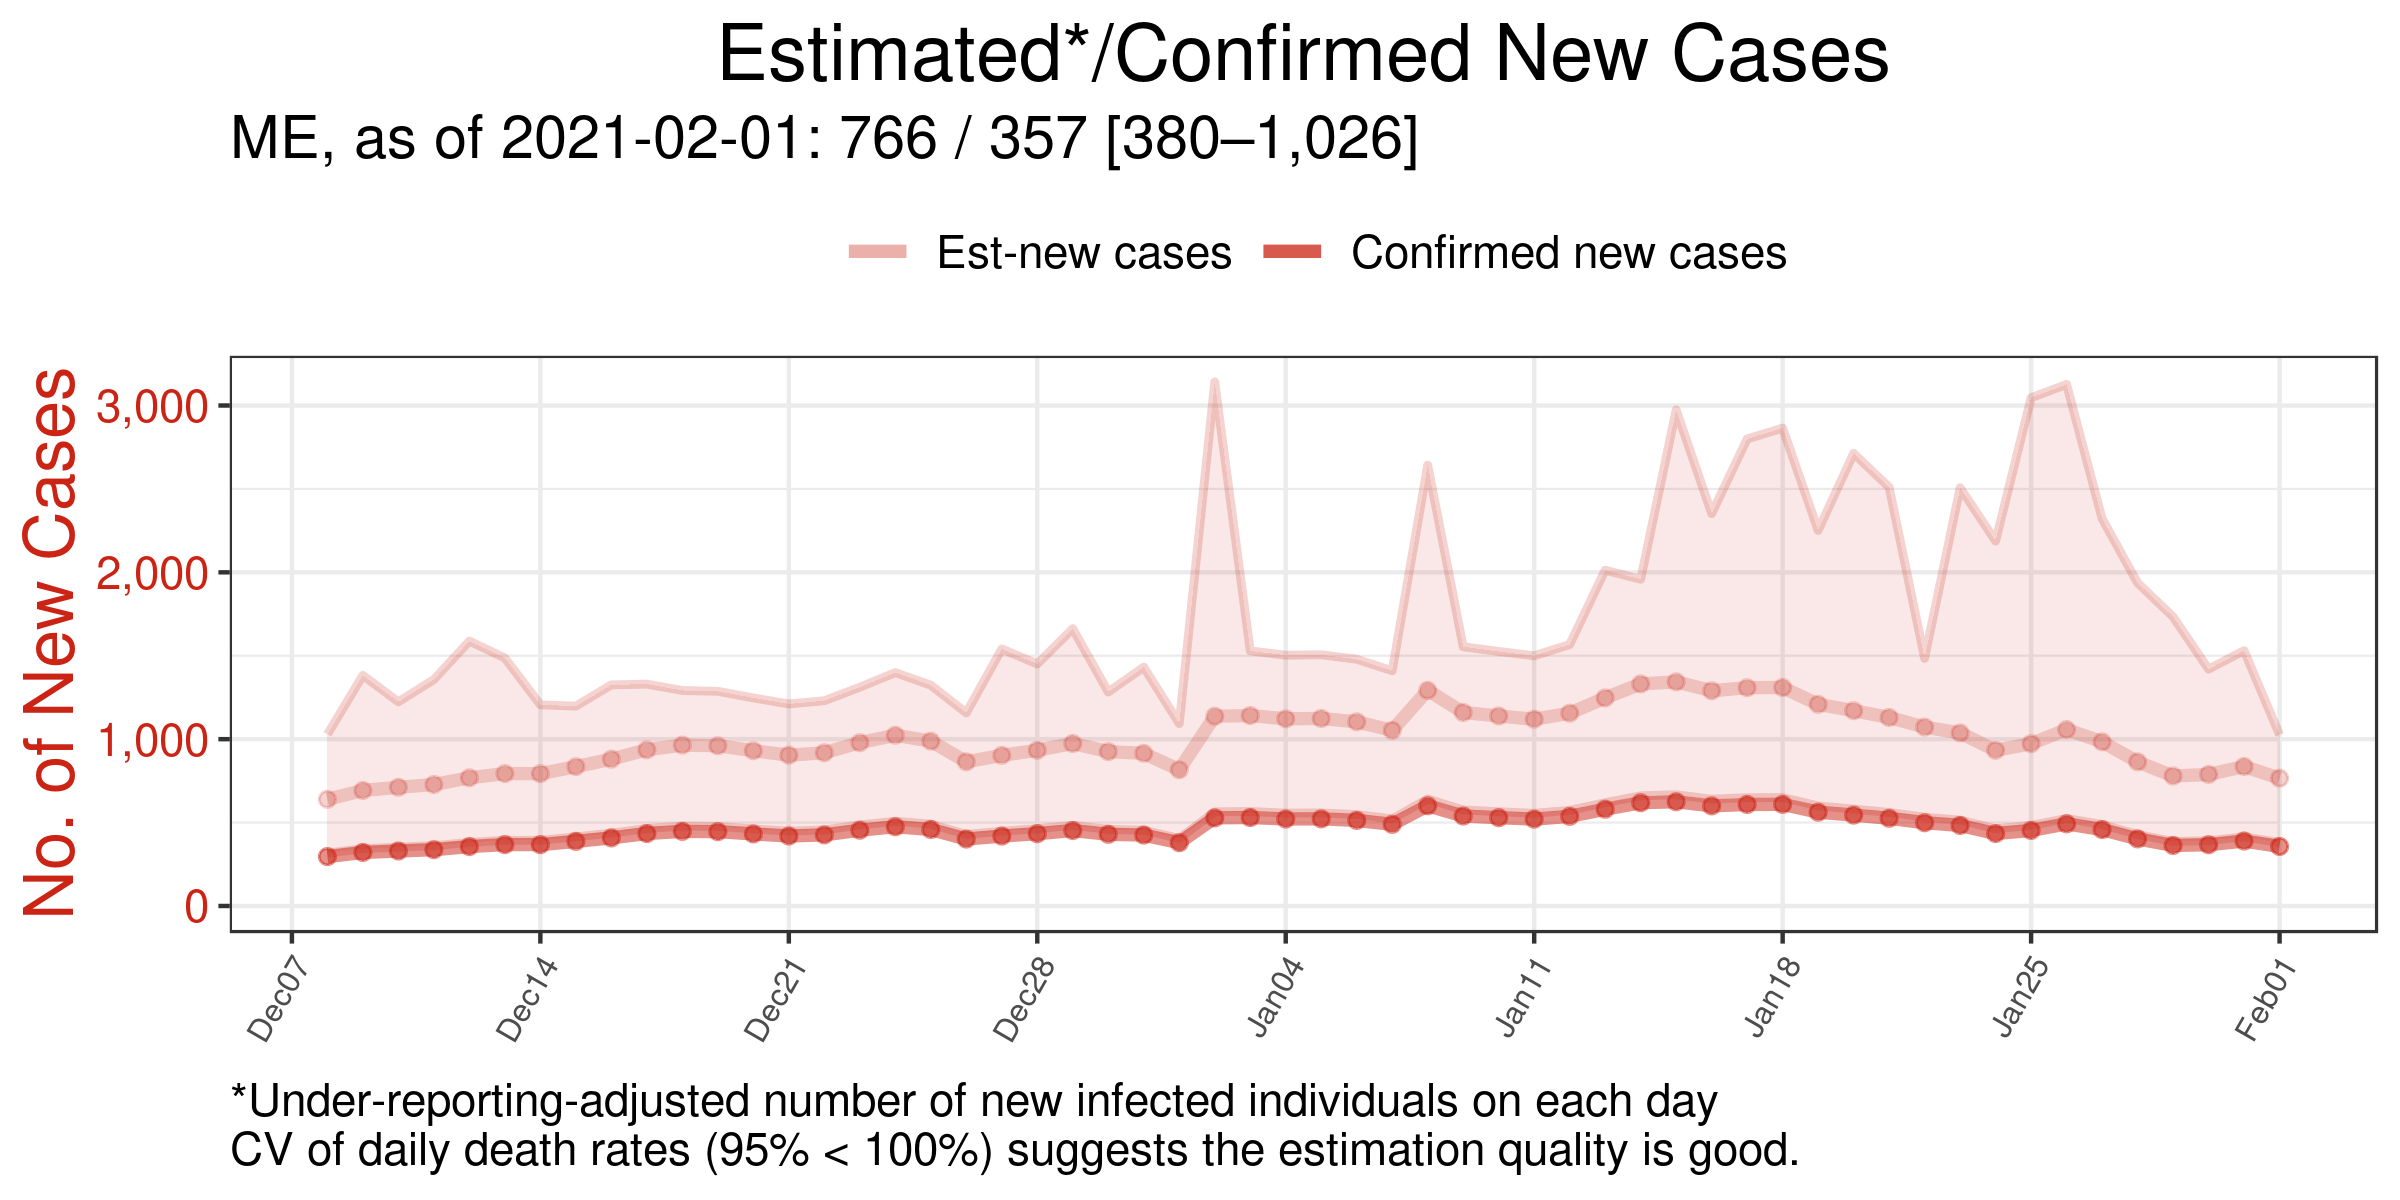 Estimated*/Confirmed New Cases
ME, as of 2021-02-01: 766 / 357 [380–1,026]
Est-new cases Confirmed new cases
No. of New Cases
3,000
2,000
1,000
0
Dec07 Dec14 Dec21 Dec28 Jan04 Jan11 Jan18 Jan25 Feb01
*Under-reporting-adjusted number of new infected individuals on each day
CV of daily death rates (95% < 100%) suggests the estimation quality is good.